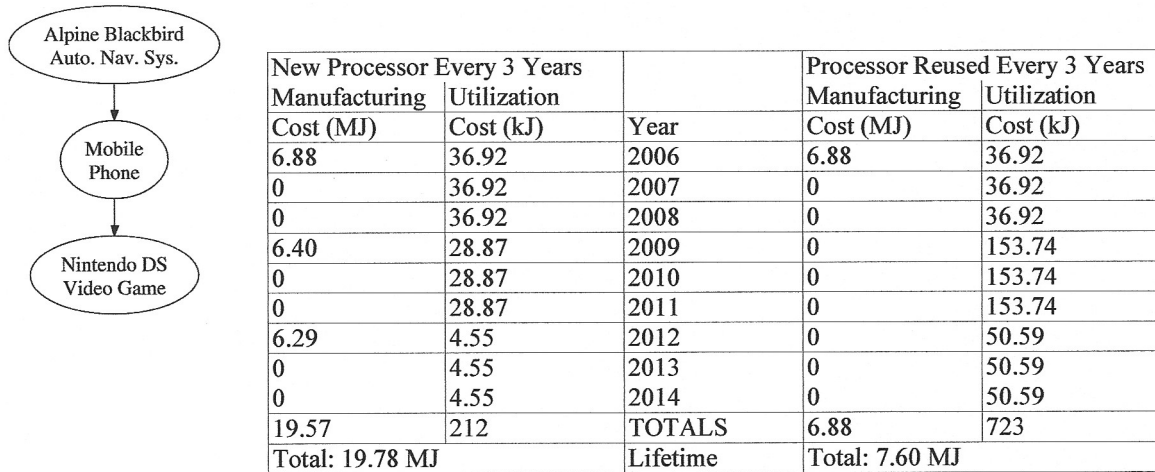 Alpine Blackbird
Auto. Nav. Sys.
Mobile
Phone
Nintendo DS
Video Game
New Processor Every 3 Years Processor Reused Every 3 Years
Manufacturing Utilization Manufacturing Utilization
Cost (MJ) Cost (kJ) Year Cost (MJ) Cost (kJ)
6.88 36.92 2006 6.88 36.92
0 36.92 2007 0 36.92
0 36.92 2008 0 36.92
6.40 28.87 2009 0 153.74
0 28.87 2010 0 153.74
0 28.87 2011 0 153.74
6.29 4.55 2012 0 50.59
0 4.55 2013 0 50.59
0 4.55 2014 0 50.59
19.57 212 TOTALS 6.88 723
Total: 19.78 MJ Lifetime Total: 7.60 MJ